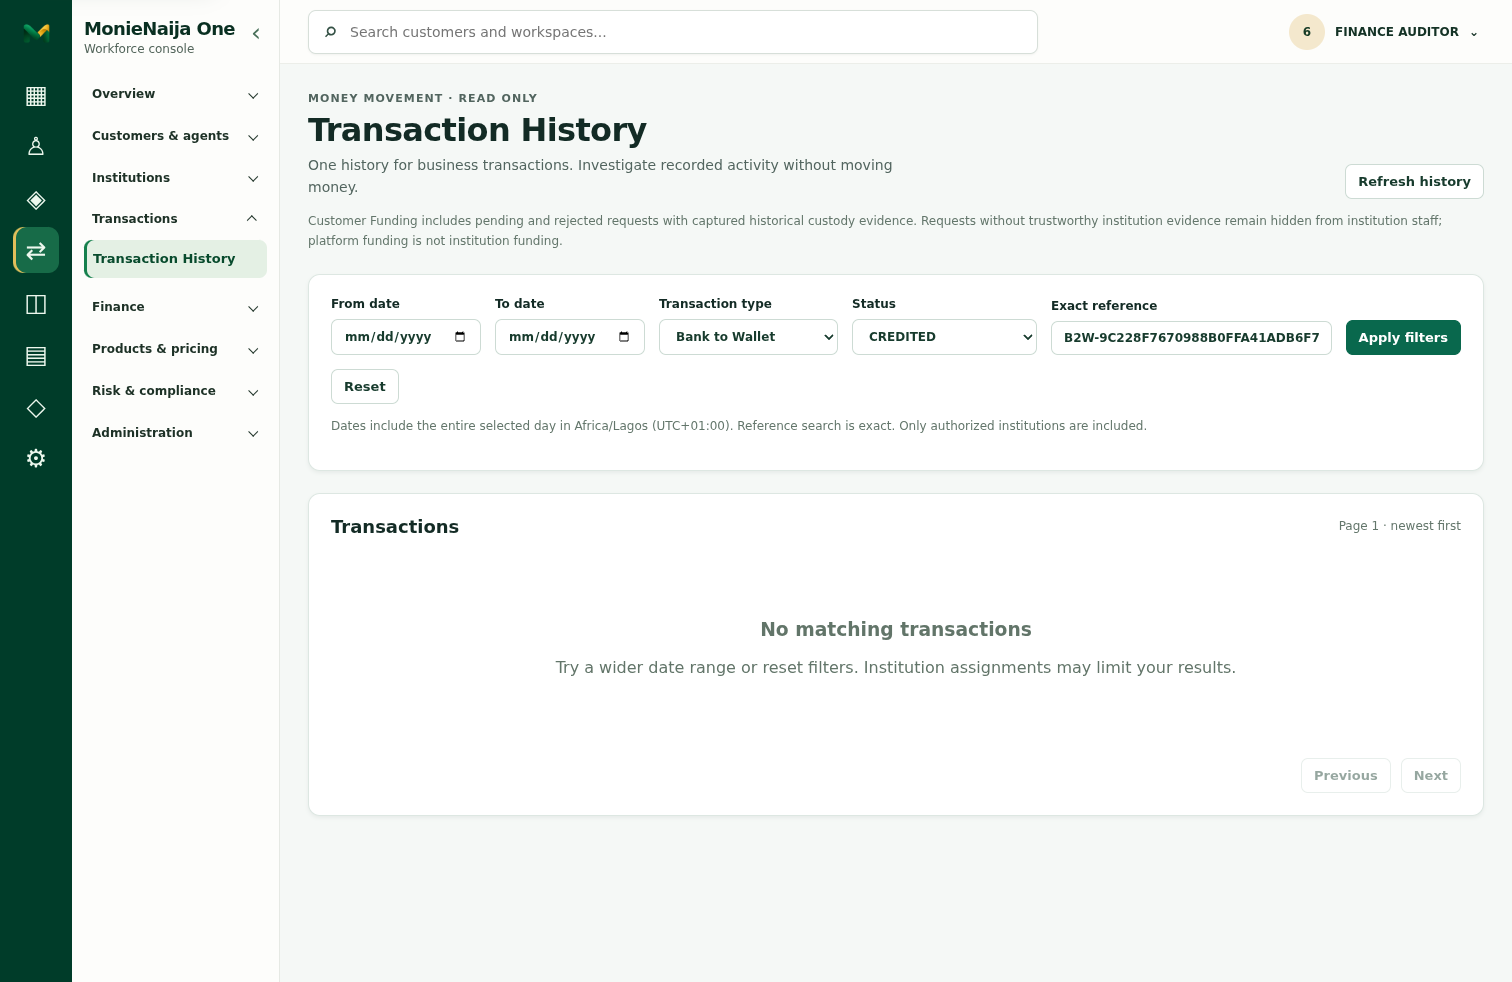 MonieNaija One
Workforce console
Search customers and workspaces...
6
FINANCE AUDITOR
Overview
Customers & agents
Institutions
Transactions
Transaction History
Finance
Products & pricing
Risk & compliance
Administration
MONEY MOVEMENT · READ ONLY
Transaction History
One history for business transactions. Investigate recorded activity without moving
money.
Refresh history
Customer Funding includes pending and rejected requests with captured historical custody evidence. Requests without trustworthy institution evidence remain hidden from institution staff;
platform funding is not institution funding.
From date
To date
Transaction type
Status
Exact reference
mm/dd/yyyy
mm/dd/yyyy
Bank to Wallet
CREDITED
B2W-9C228F7670988B0FFA41ADB6F7
Apply filters
Reset
Dates include the entire selected day in Africa/Lagos (UTC+01:00). Reference search is exact. Only authorized institutions are included.
Transactions
Page 1 · newest first
No matching transactions
Try a wider date range or reset filters. Institution assignments may limit your results.
Previous
Next